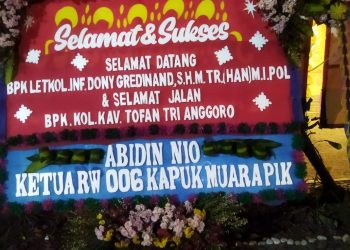 Selamat & Sukses
SELAMAT DATANG
BPK LETKOL.INF.DONY GREDINAND,S.H.M.TR.(HAN)M.I.POL
& SELAMAT JALAN
BPK. KOL.KAV. TOFAN TRI ANGGORO
ABIDIN NIO
KETUA RW 006 KAPUK MUARA PIK